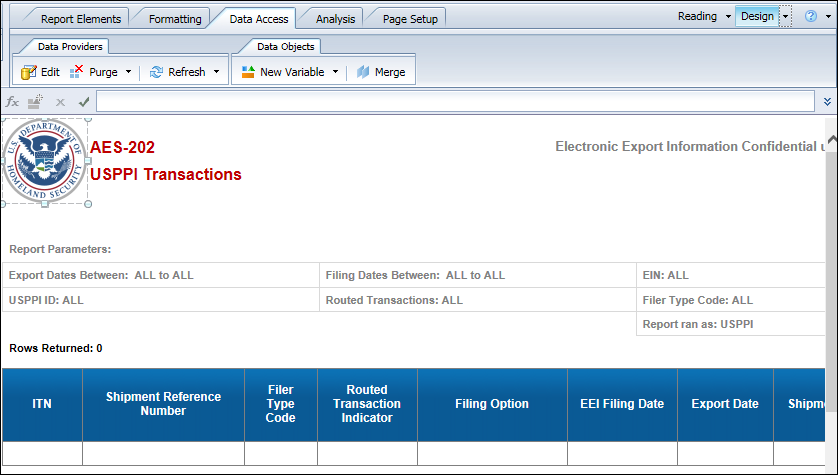 Report Elements Formatting Data Access Analysis Page Setup Reading Design
Data Providers Data Objects
Edit Purge Refresh New Variable Merge
fx
U.S. DEPARTMENT OF HOMELAND SECURITY
AES-202
Electronic Export Information Confidential u
USPPI Transactions
Report Parameters:
Export Dates Between: ALL to ALL Filing Dates Between: ALL to ALL EIN: ALL
USPPI ID: ALL Routed Transactions: ALL Filer Type Code: ALL
Report ran as: USPPI
Rows Returned: 0
ITN
Shipment Reference
Number
Filer
Type
Code
Routed
Transaction
Indicator
Filing Option
EEI Filing Date
Export Date
Shipm